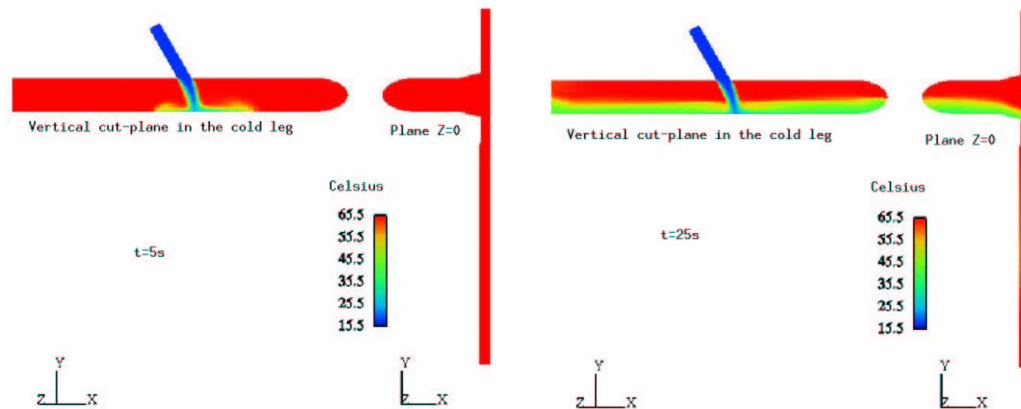 Vertical cut-plane in the cold leg
Plane Z=0
Celsius
65.5
55.5
45.5
35.5
25.5
15.5
t=5s
Y
Z X
Y
Z X
Vertical cut-plane in the cold leg
Plane Z=0
Celsius
65.5
55.5
45.5
35.5
25.5
15.5
t=25s
Y
Z X
Y
Z X